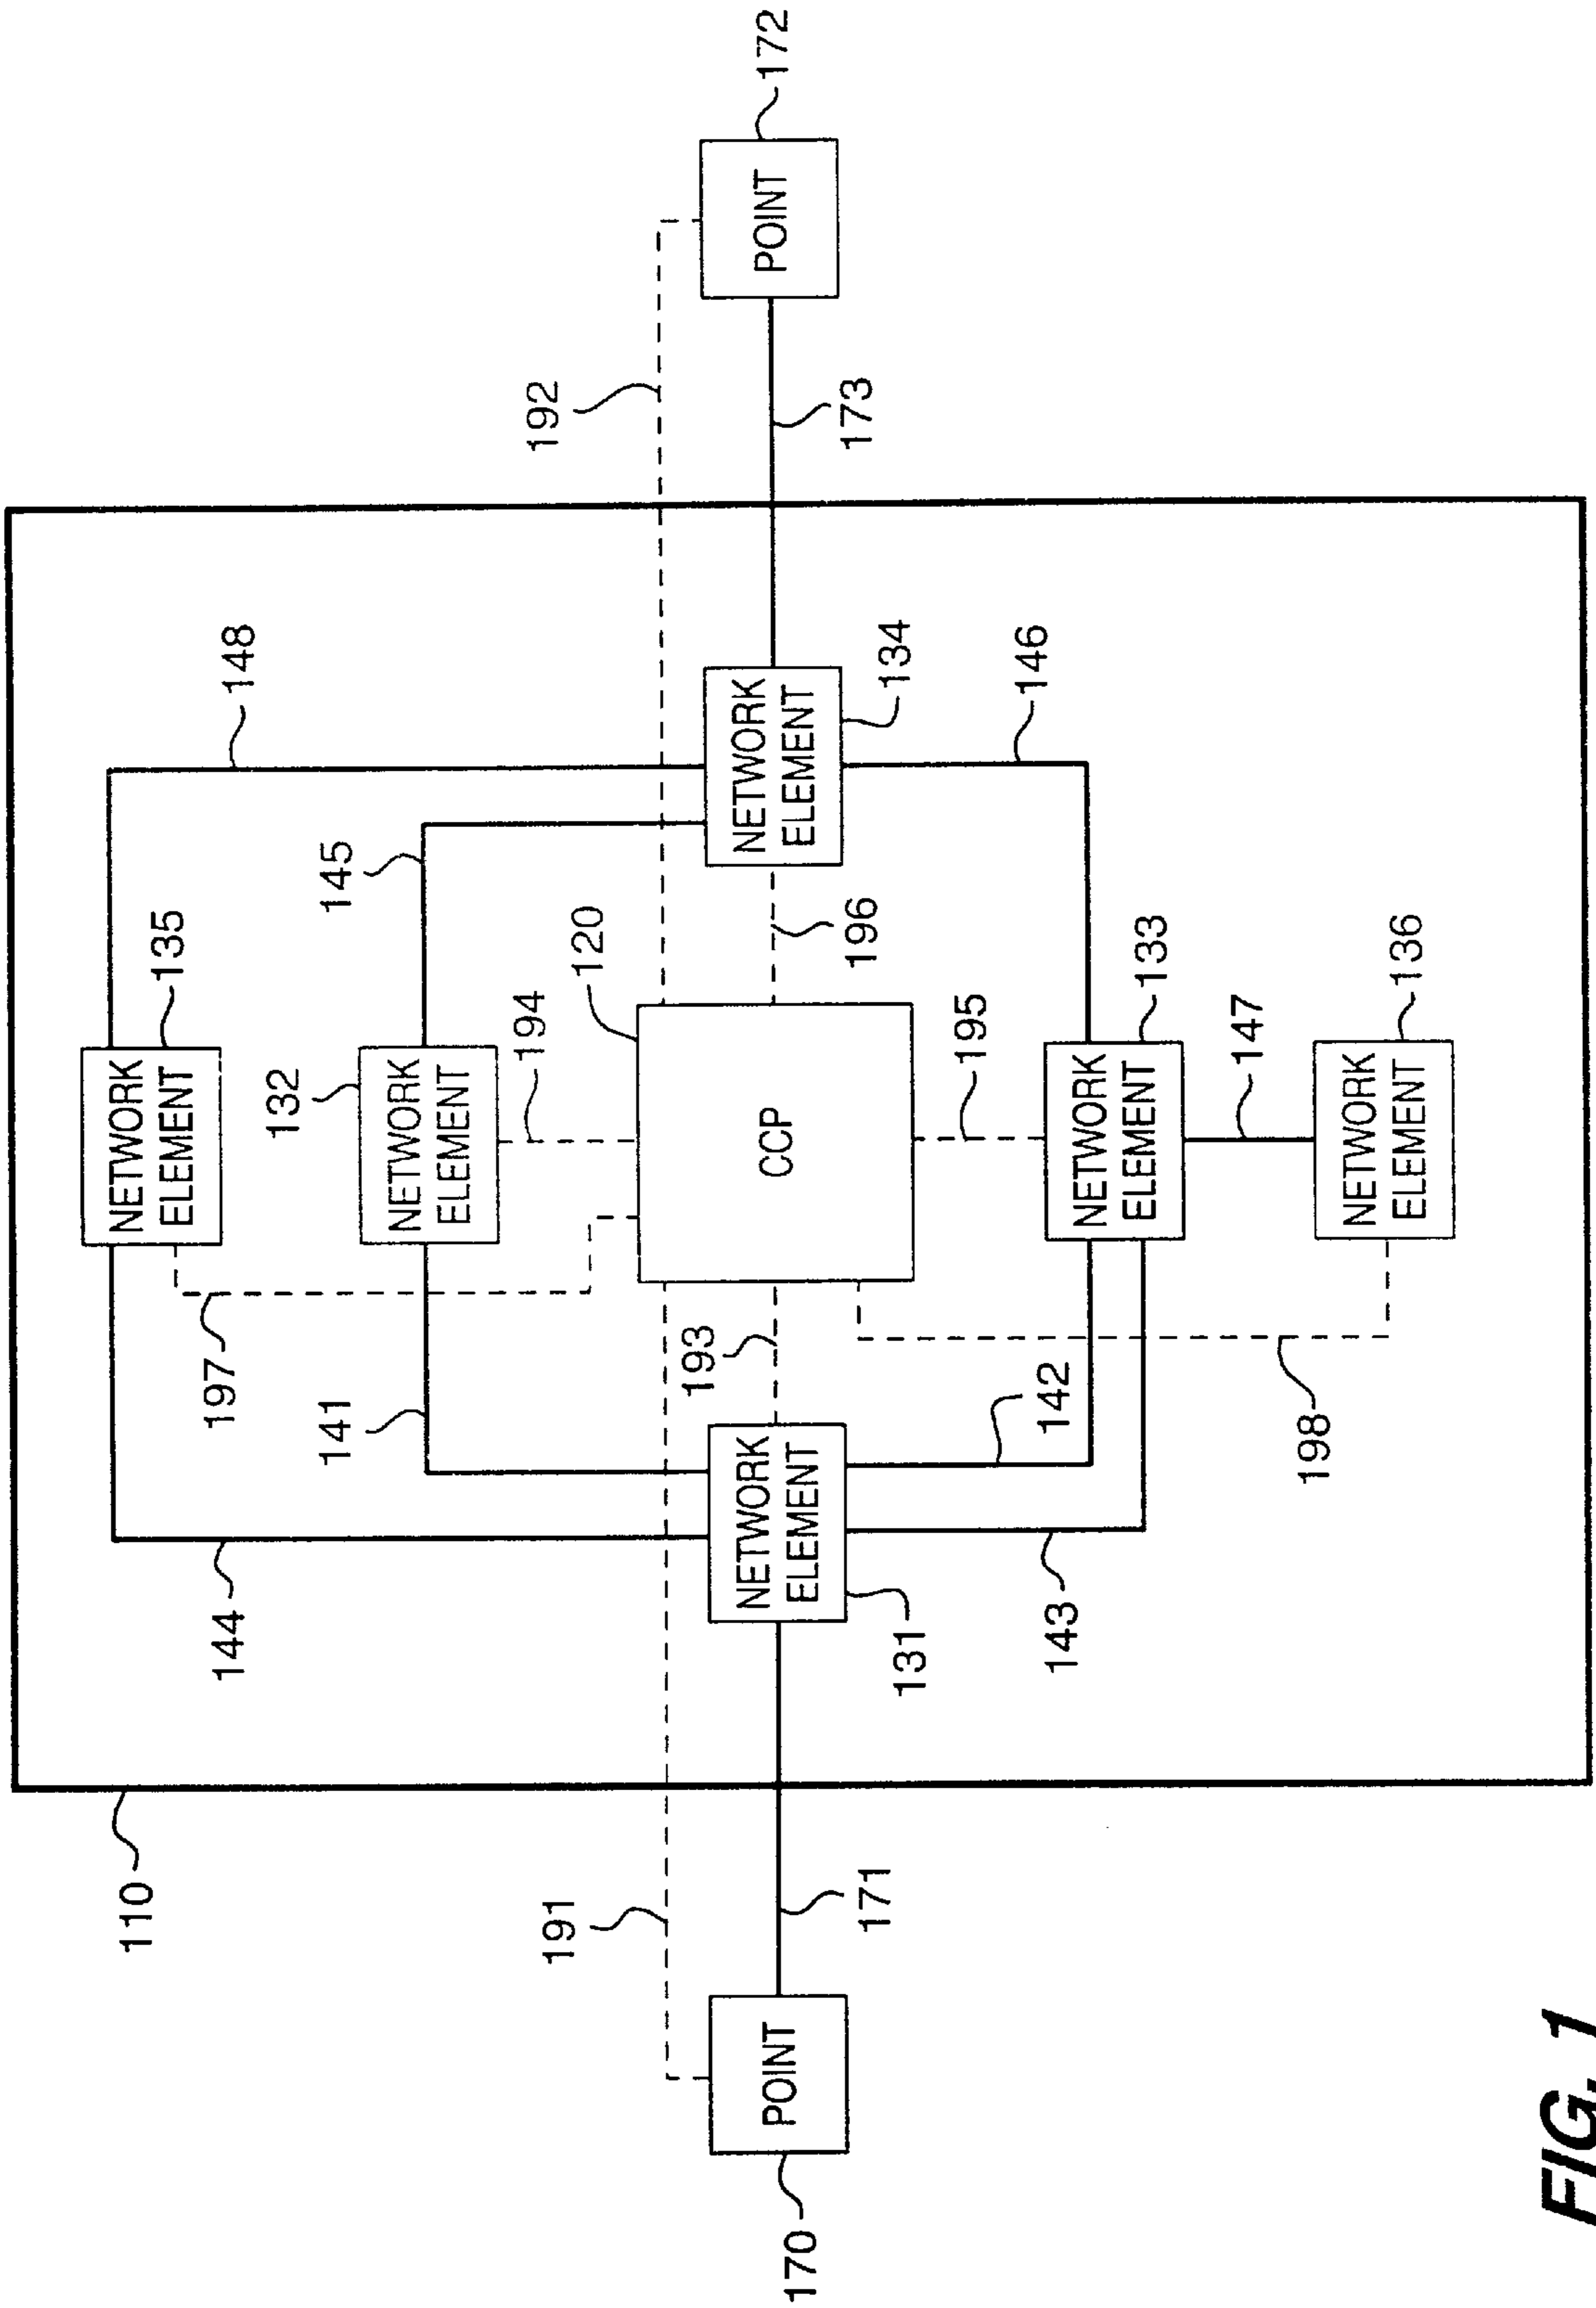 110
144
135
NETWORK
ELEMENT
148
197
141
132
NETWORK
ELEMENT
145
194
120
191
192
170
POINT
171
131
NETWORK
ELEMENT
193
CCP
196
134
NETWORK
ELEMENT
173
POINT
172
143
142
195
133
NETWORK
ELEMENT
146
147
198
136
NETWORK
ELEMENT
FIG. 1